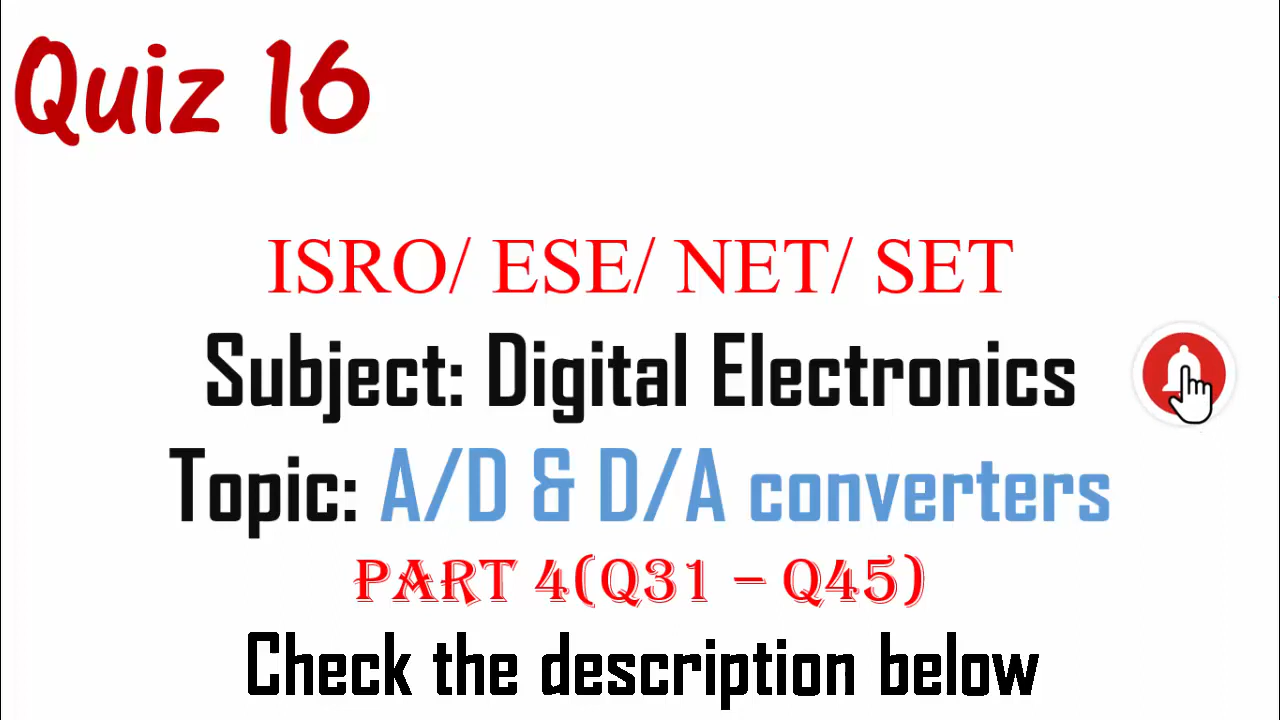 Quiz 16
ISRO/ ESE/ NET/ SET
Subject: Digital Electronics
Topic: A/D & D/A converters
PART 4(Q31 – Q45)
Check the description below